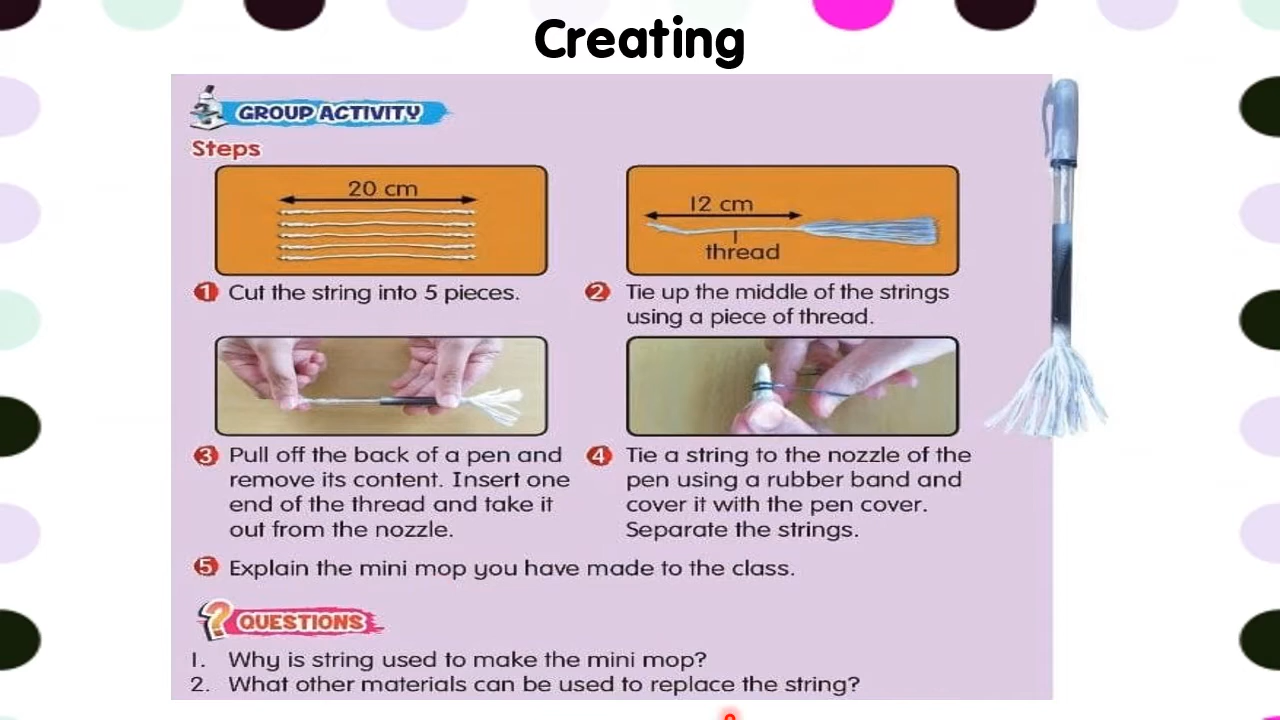 Creating
GROUP ACTIVITY
Steps
20 cm
12 cm
thread
1 Cut the string into 5 pieces.
2 Tie up the middle of the strings
using a piece of thread.
3 Pull off the back of a pen and
remove its content. Insert one
end of the thread and take it
out from the nozzle.
4 Tie a string to the nozzle of the
pen using a rubber band and
cover it with the pen cover.
Separate the strings.
5 Explain the mini mop you have made to the class.
? QUESTIONS
1. Why is string used to make the mini mop?
2. What other materials can be used to replace the string?